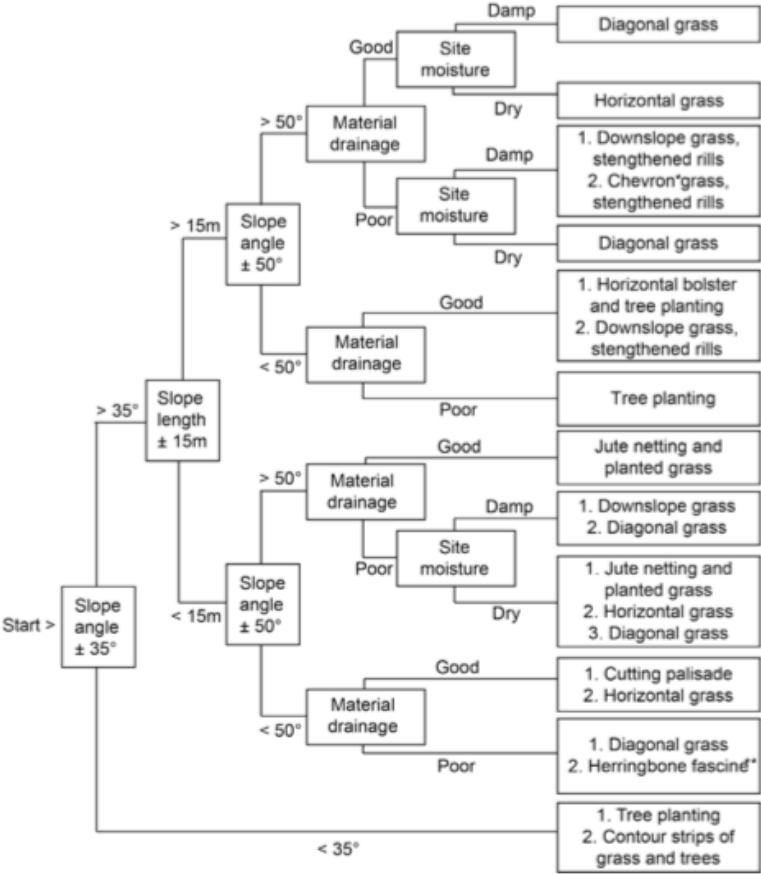 Damp
Diagonal grass
Good
Site
moisture
Dry
Horizontal grass
> 50°
Material
drainage
Damp
1. Downslope grass,
stengthened rills
2. Chevron*grass,
stengthened rills
Poor
Site
moisture
Dry
Diagonal grass
> 15m
Slope
angle
± 50°
Good
1. Horizontal bolster
and tree planting
2. Downslope grass,
stengthened rills
< 50°
Material
drainage
Poor
Tree planting
> 35°
Slope
length
± 15m
Good
Jute netting and
planted grass
> 50°
Material
drainage
Damp
1. Downslope grass
2. Diagonal grass
Poor
Site
moisture
Dry
1. Jute netting and
planted grass
2. Horizontal grass
3. Diagonal grass
Start >
Slope
angle
± 35°
< 15m
Slope
angle
± 50°
Good
1. Cutting palisade
2. Horizontal grass
< 50°
Material
drainage
Poor
1. Diagonal grass
2. Herringbone fascine**
< 35°
1. Tree planting
2. Contour strips of
grass and trees